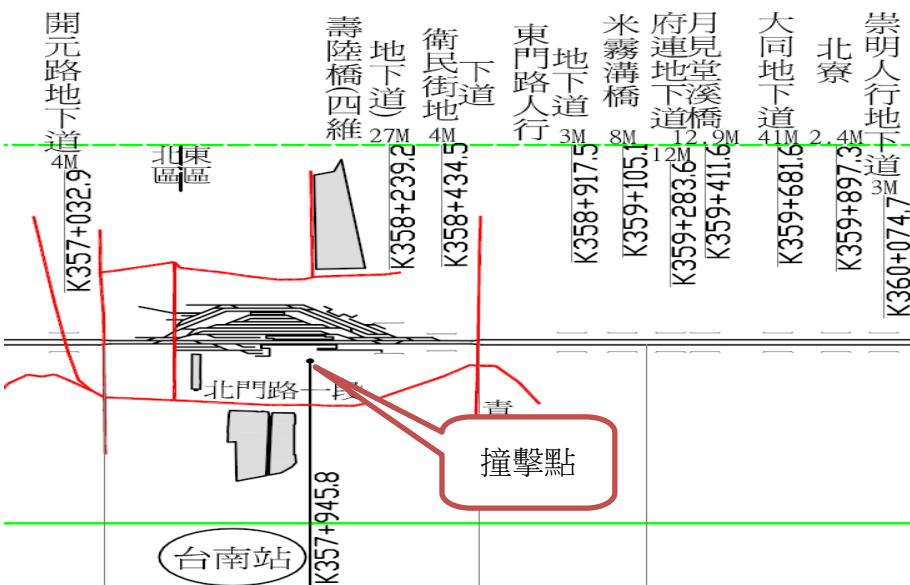 開元路地下道
4M
K357+032.9
北區
東區
壽陸橋(四維
地下道)
27M
K358+239.2
衛民街地
下道
4M
K358+434.5
東門路人行
地下道
3M
K358+917.5
米霧溝橋
8M
K359+105.1
府連地下道
12M
K359+283.6
月見堂溪橋
12.9M
K359+411.6
大同地下道
41M
K359+681.6
北寮
2.4M
K359+897.3
崇明人行地下道
3M
K360+074.7
北門路一段
青
撞擊點
K357+945.8
台南站